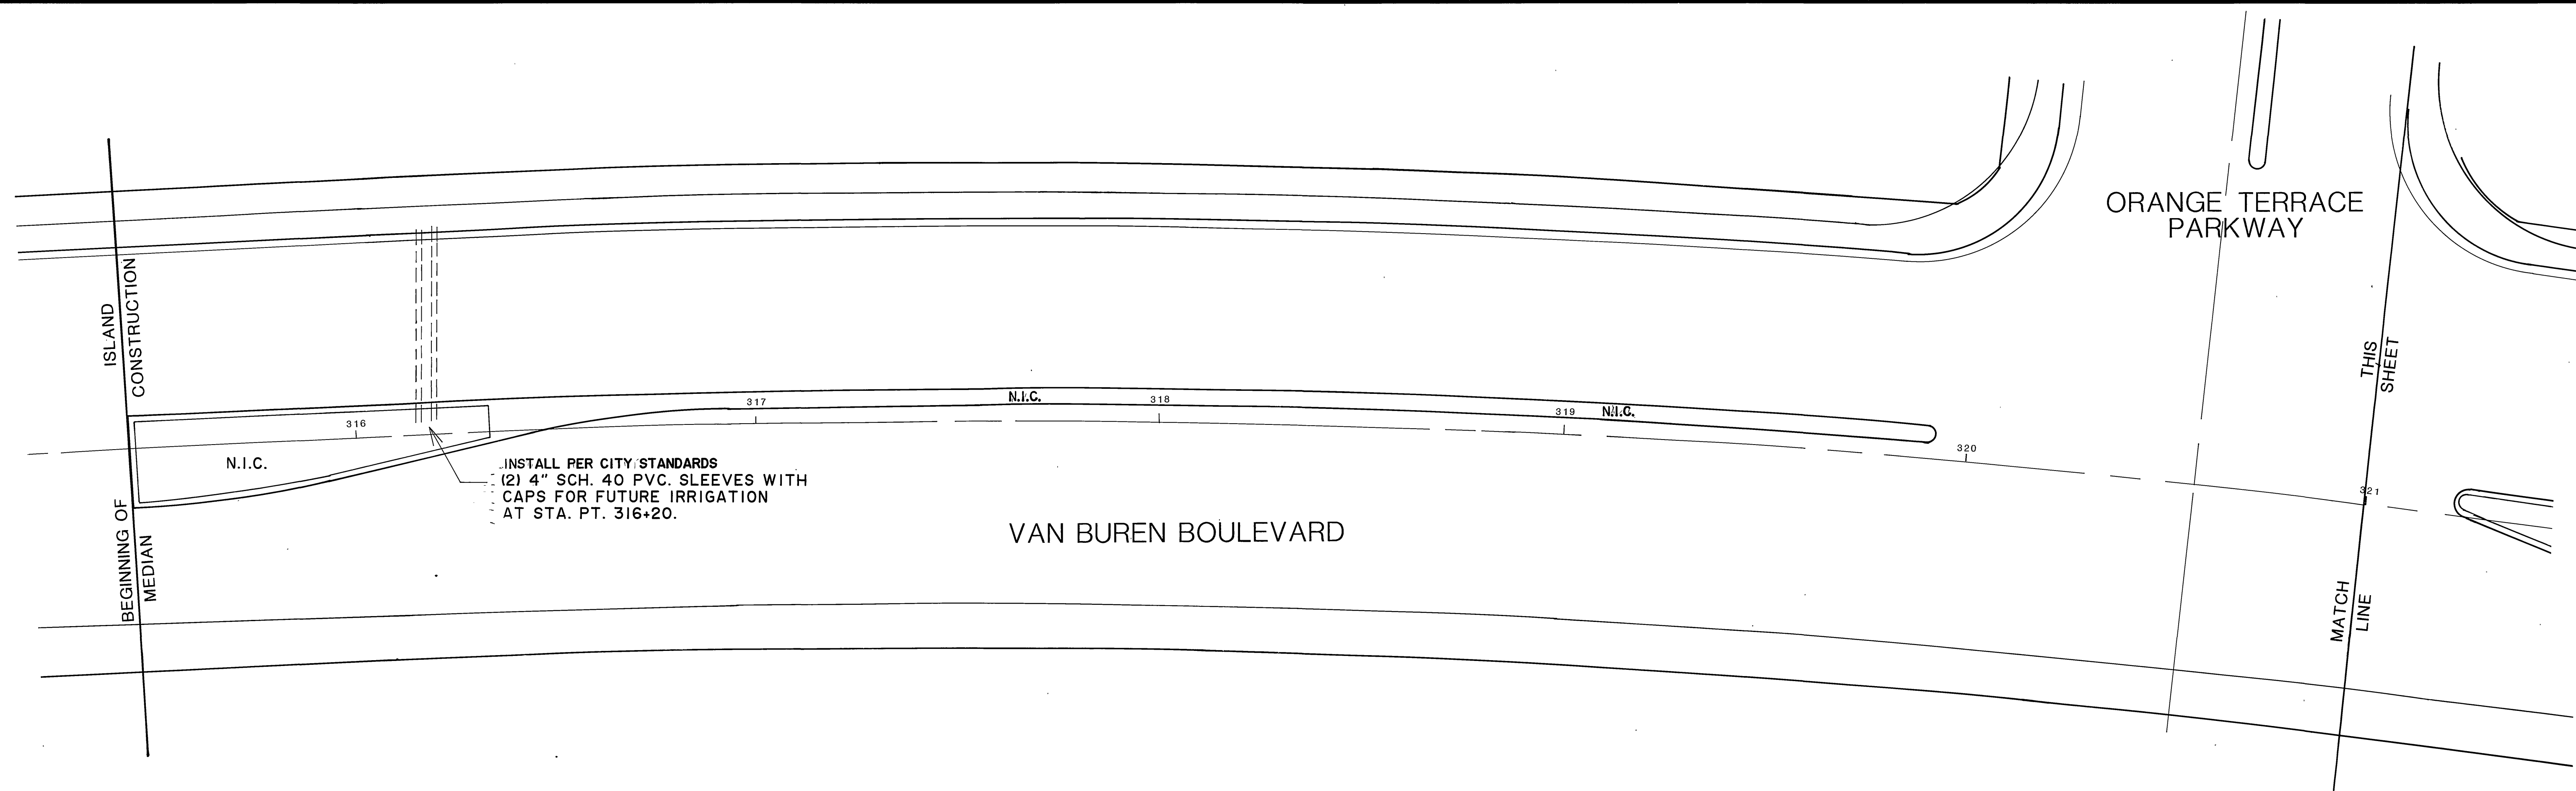 ORANGE TERRACE
PARKWAY
ISLAND
CONSTRUCTION
THIS
SHEET
N.I.C.
317
318
319
N.I.C.
316
320
N.I.C.
INSTALL PER CITY STANDARDS
(2) 4" SCH. 40 PVC. SLEEVES WITH
CAPS FOR FUTURE IRRIGATION
AT STA. PT. 316+20.
321
VAN BUREN BOULEVARD
BEGINNING OF
MEDIAN
MATCH
LINE